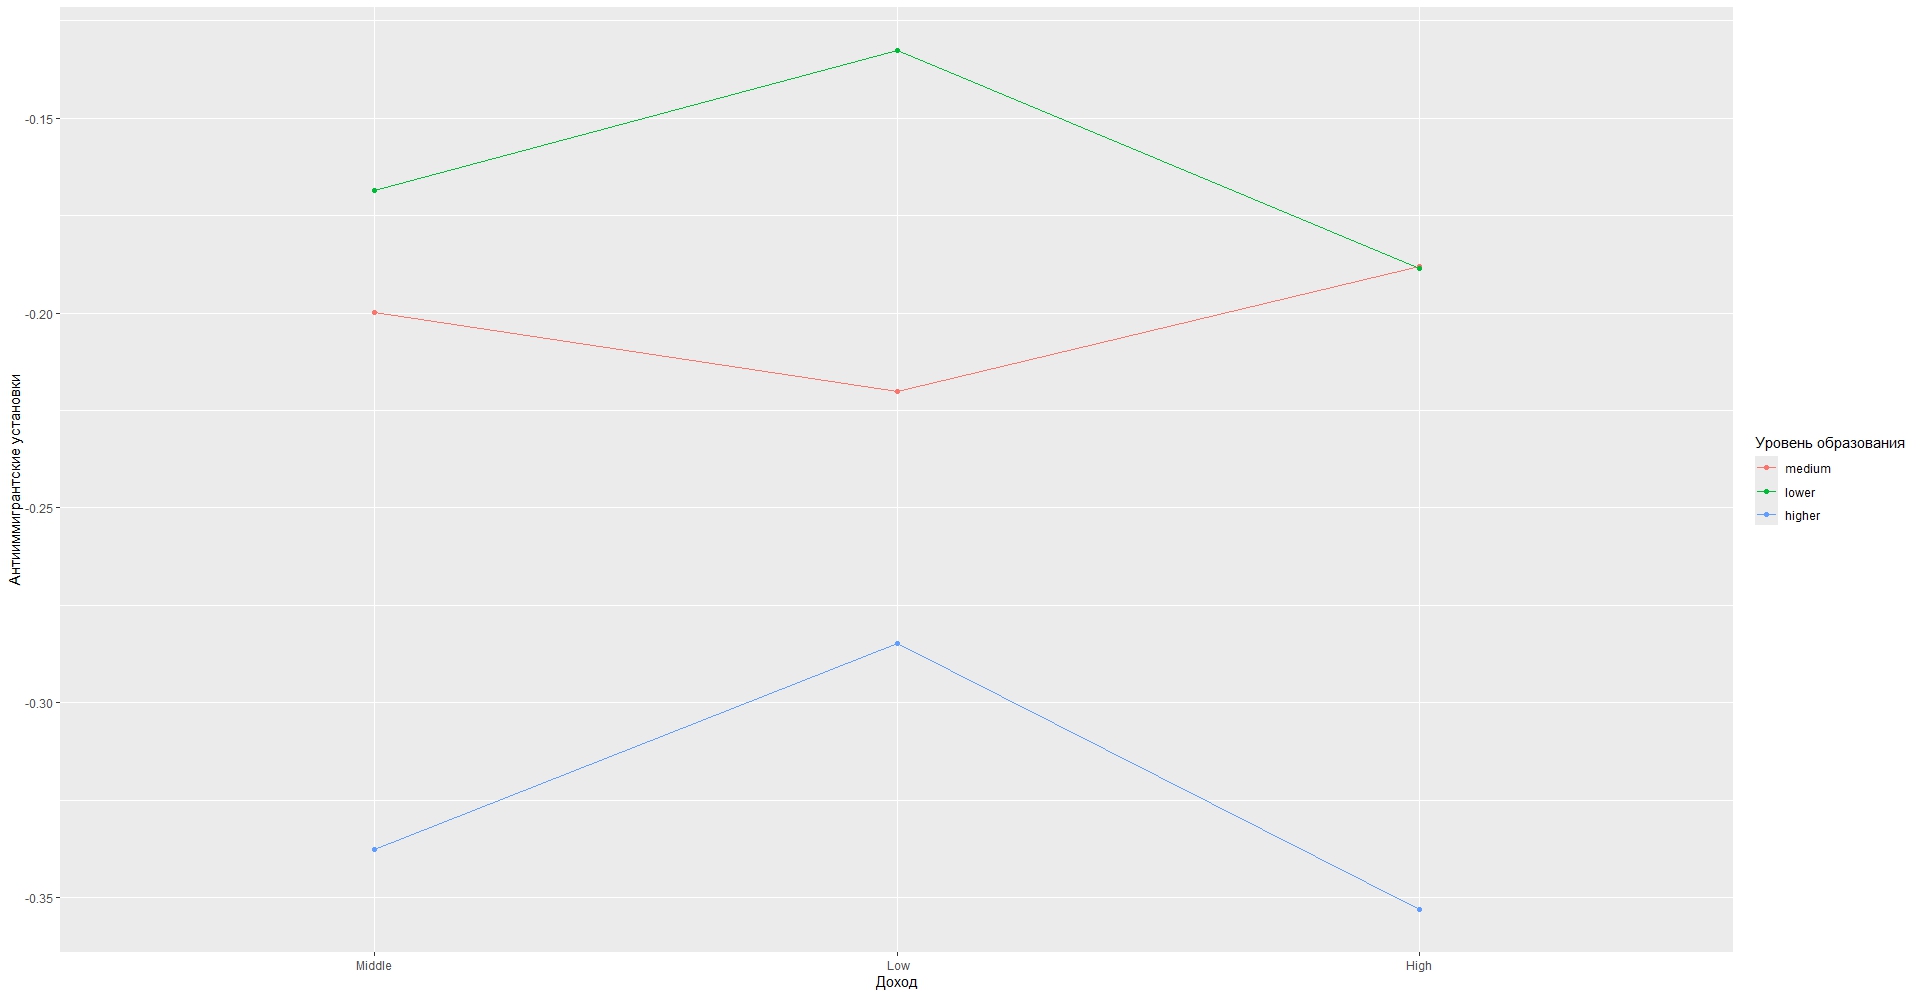 Антииммигрантские установки
-0.15
-0.20
-0.25
-0.30
-0.35
Middle
Low
High
Доход
Уровень образования
medium
lower
higher